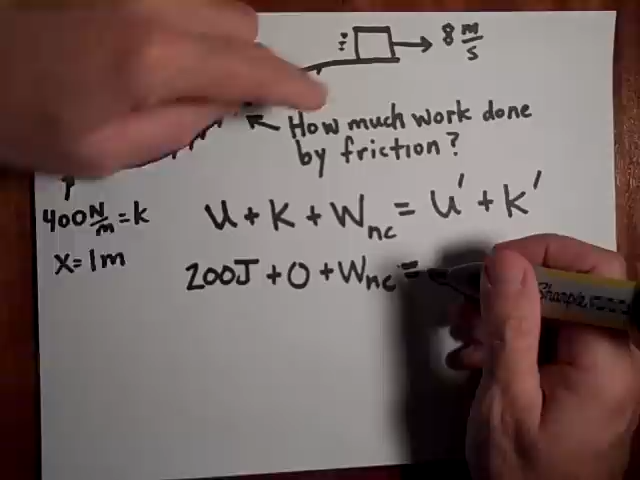 8 m/s
How much work done
by friction?
400 N/m = k
x = 1m
U + K + Wnc = U' + K'
200J + 0 + Wnc =
Sharpie